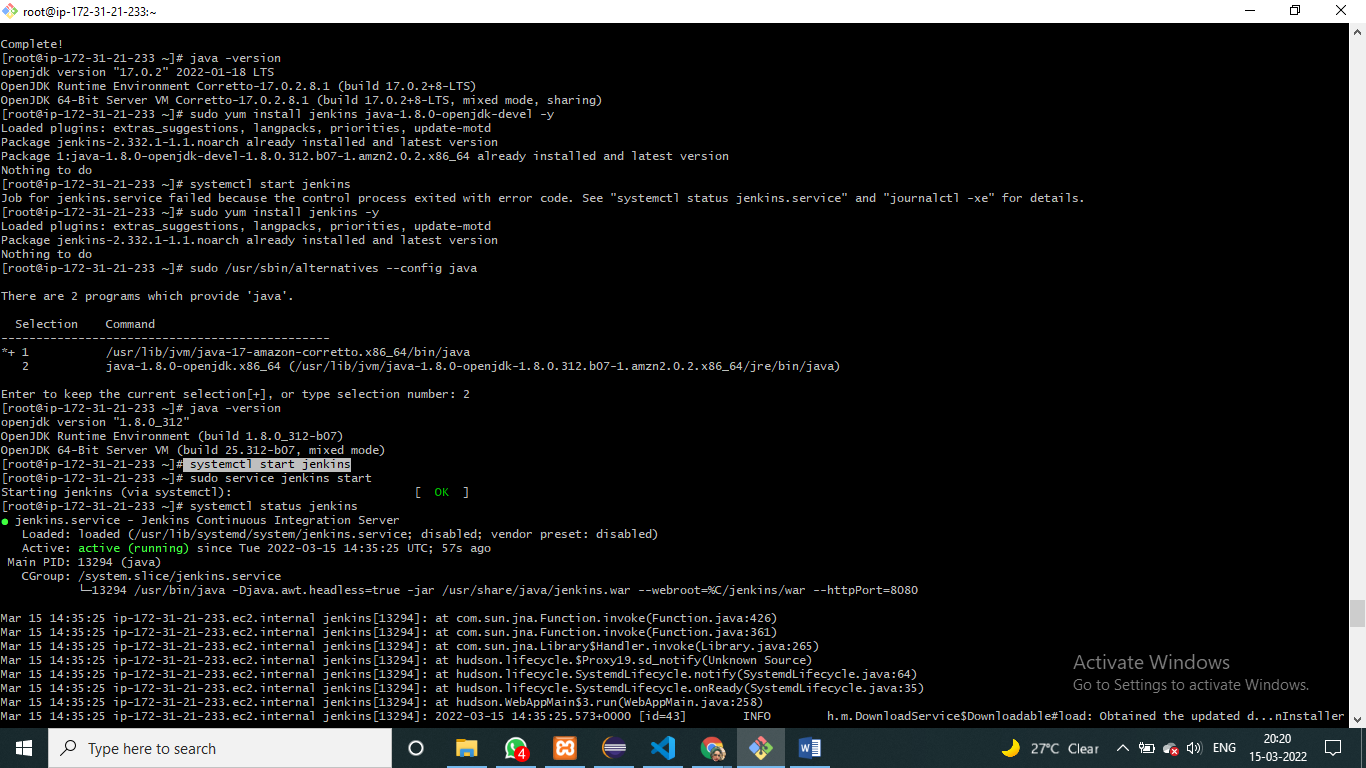 root@ip-172-31-21-233:~
Complete!
[root@ip-172-31-21-233 ~]# java -version
openjdk version "17.0.2" 2022-01-18 LTS
OpenJDK Runtime Environment Corretto-17.0.2.8.1 (build 17.0.2+8-LTS)
OpenJDK 64-Bit Server VM Corretto-17.0.2.8.1 (build 17.0.2+8-LTS, mixed mode, sharing)
[root@ip-172-31-21-233 ~]# sudo yum install jenkins java-1.8.0-openjdk-devel -y
Loaded plugins: extras_suggestions, langpacks, priorities, update-motd
Package jenkins-2.332.1-1.1.noarch already installed and latest version
Package 1:java-1.8.0-openjdk-devel-1.8.0.312.b07-1.amzn2.0.2.x86_64 already installed and latest version
Nothing to do
[root@ip-172-31-21-233 ~]# systemctl start jenkins
Job for jenkins.service failed because the control process exited with error code. See "systemctl status jenkins.service" and "journalctl -xe" for details.
[root@ip-172-31-21-233 ~]# sudo yum install jenkins -y
Loaded plugins: extras_suggestions, langpacks, priorities, update-motd
Package jenkins-2.332.1-1.1.noarch already installed and latest version
Nothing to do
[root@ip-172-31-21-233 ~]# sudo /usr/sbin/alternatives --config java
There are 2 programs which provide 'java'.
Selection    Command
-----------------------------------------------
*+ 1           /usr/lib/jvm/java-17-amazon-corretto.x86_64/bin/java
2           java-1.8.0-openjdk.x86_64 (/usr/lib/jvm/java-1.8.0-openjdk-1.8.0.312.b07-1.amzn2.0.2.x86_64/jre/bin/java)
Enter to keep the current selection[+], or type selection number: 2
[root@ip-172-31-21-233 ~]# java -version
openjdk version "1.8.0_312"
OpenJDK Runtime Environment (build 1.8.0_312-b07)
OpenJDK 64-Bit Server VM (build 25.312-b07, mixed mode)
[root@ip-172-31-21-233 ~]# systemctl start jenkins
[root@ip-172-31-21-233 ~]# sudo service jenkins start
Starting jenkins (via systemctl):                          [  OK  ]
[root@ip-172-31-21-233 ~]# systemctl status jenkins
● jenkins.service - Jenkins Continuous Integration Server
Loaded: loaded (/usr/lib/systemd/system/jenkins.service; disabled; vendor preset: disabled)
Active: active (running) since Tue 2022-03-15 14:35:25 UTC; 57s ago
Main PID: 13294 (java)
CGroup: /system.slice/jenkins.service
└─13294 /usr/bin/java -Djava.awt.headless=true -jar /usr/share/java/jenkins.war --webroot=%C/jenkins/war --httpPort=8080
Mar 15 14:35:25 ip-172-31-21-233.ec2.internal jenkins[13294]: at com.sun.jna.Function.invoke(Function.java:426)
Mar 15 14:35:25 ip-172-31-21-233.ec2.internal jenkins[13294]: at com.sun.jna.Function.invoke(Function.java:361)
Mar 15 14:35:25 ip-172-31-21-233.ec2.internal jenkins[13294]: at com.sun.jna.Library$Handler.invoke(Library.java:265)
Mar 15 14:35:25 ip-172-31-21-233.ec2.internal jenkins[13294]: at hudson.lifecycle.$Proxy19.sd_notify(Unknown Source)
Mar 15 14:35:25 ip-172-31-21-233.ec2.internal jenkins[13294]: at hudson.lifecycle.SystemdLifecycle.notify(SystemdLifecycle.java:64)
Mar 15 14:35:25 ip-172-31-21-233.ec2.internal jenkins[13294]: at hudson.lifecycle.SystemdLifecycle.onReady(SystemdLifecycle.java:35)
Mar 15 14:35:25 ip-172-31-21-233.ec2.internal jenkins[13294]: at hudson.WebAppMain$3.run(WebAppMain.java:258)
Mar 15 14:35:25 ip-172-31-21-233.ec2.internal jenkins[13294]: 2022-03-15 14:35:25.573+0000 [id=43]        INFO        h.m.DownloadService$Downloadable#load: Obtained the updated d...nInstaller
Activate Windows
Go to Settings to activate Windows.
Type here to search
4
27°C Clear
ENG
20:20
15-03-2022